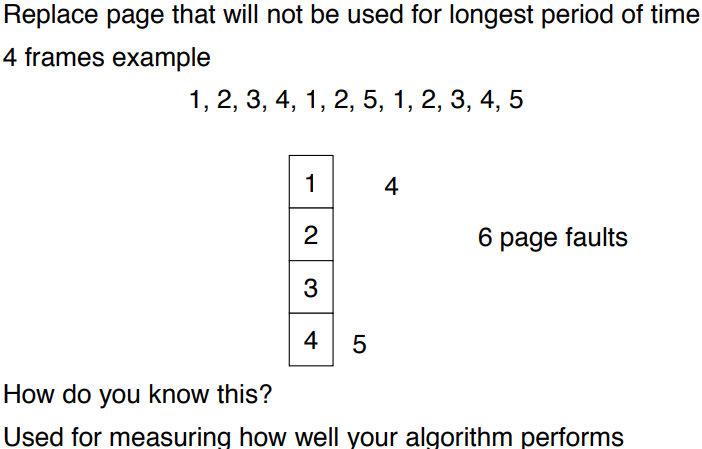 Replace page that will not be used for longest period of time
4 frames example
1, 2, 3, 4, 1, 2, 5, 1, 2, 3, 4, 5
1 4
2 6 page faults
3
4 5
How do you know this?
Used for measuring how well your algorithm performs